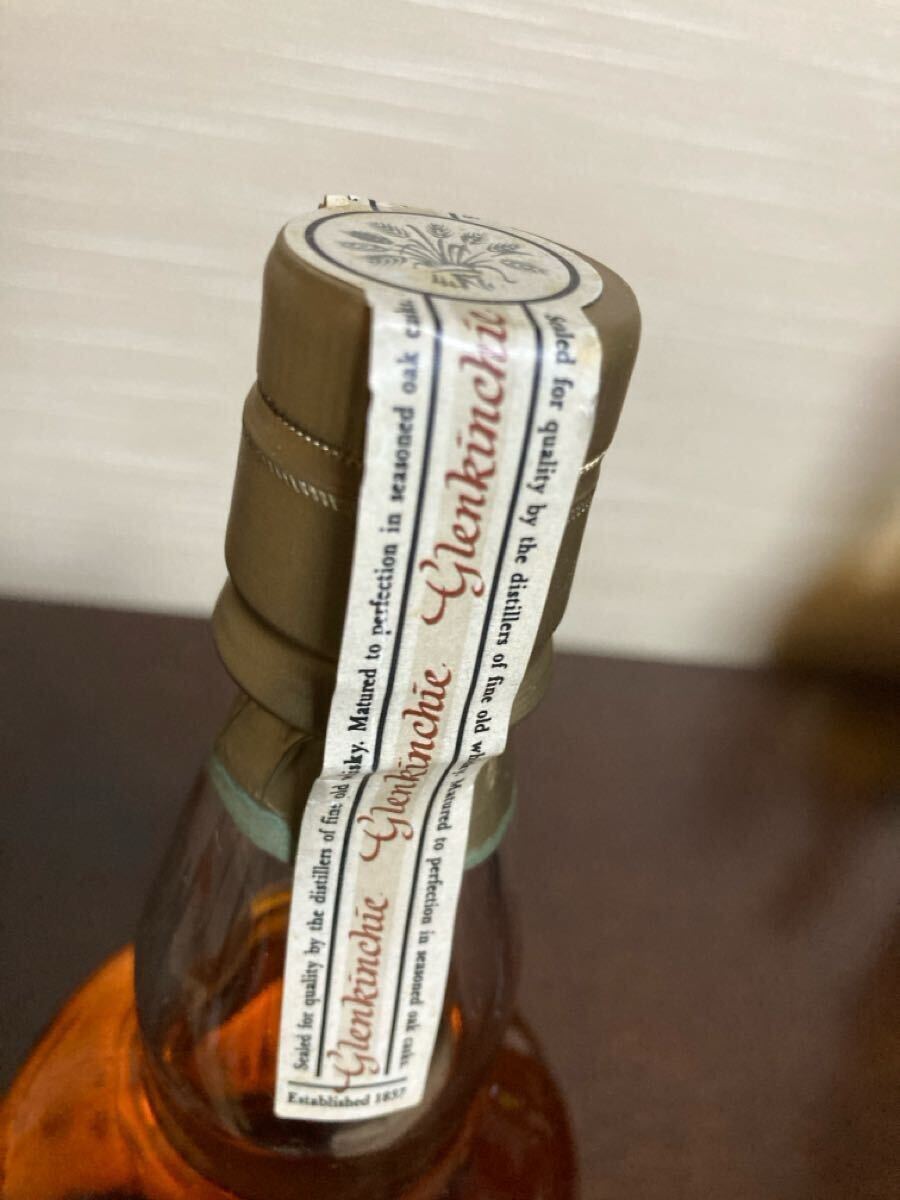 Sealed for quality by the distillers of fine old whisky. Matured to perfection in seasoned oak casks
Glenkinchie Glenkinchie Glenkinchie
Sealed for quality by the distillers of fine old whisky. Matured to perfection in seasoned oak casks.
Established 1837